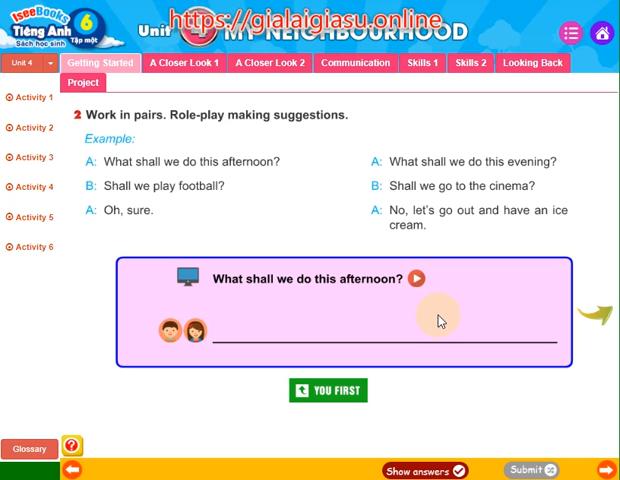 IseeBooks
Tiếng Anh 6
Sách học sinh Tập một
Unit 4 MY NEIGHBOURHOOD
https://gialaigiasu.online
Unit 4
Getting Started
A Closer Look 1
A Closer Look 2
Communication
Skills 1
Skills 2
Looking Back
Project
Activity 1
Activity 2
Activity 3
Activity 4
Activity 5
Activity 6
2 Work in pairs. Role-play making suggestions.
Example:
A: What shall we do this afternoon?
B: Shall we play football?
A: Oh, sure.
A: What shall we do this evening?
B: Shall we go to the cinema?
A: No, let's go out and have an ice
cream.
What shall we do this afternoon?
YOU FIRST
Glossary
?
Show answers
Submit